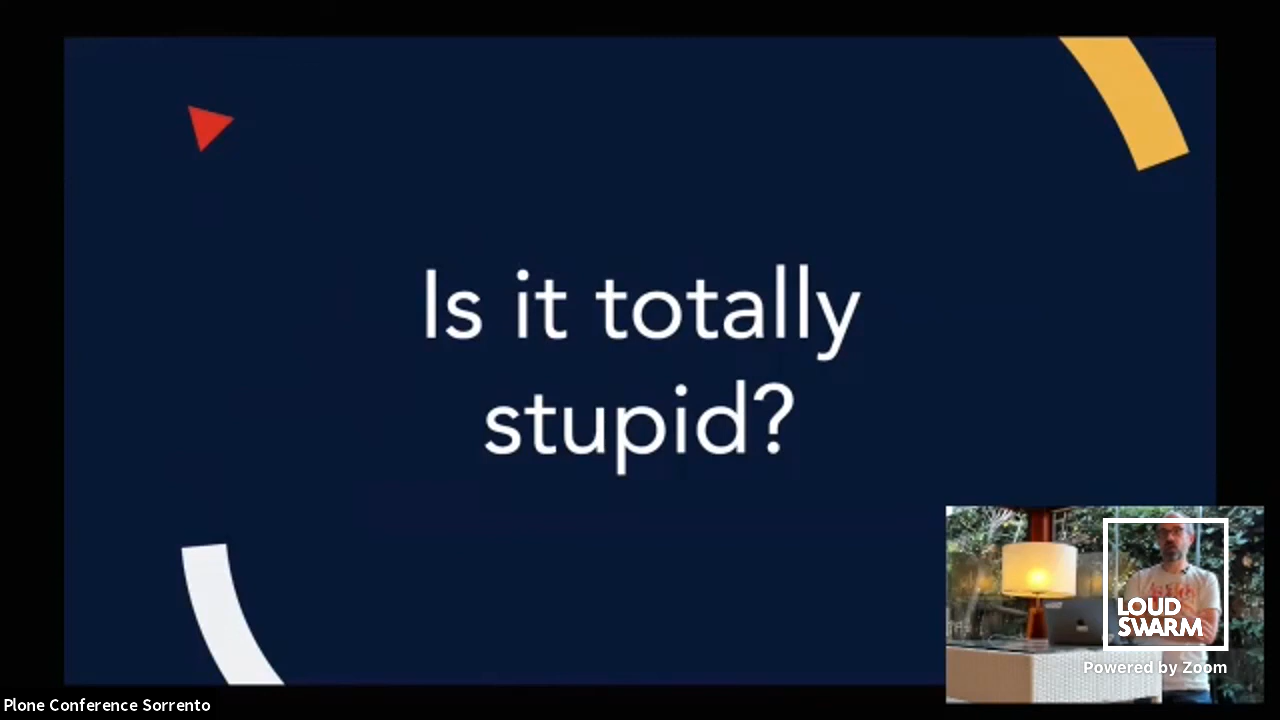 Is it totally
stupid?
LOUD
SWARM
Powered by Zoom
Plone Conference Sorrento